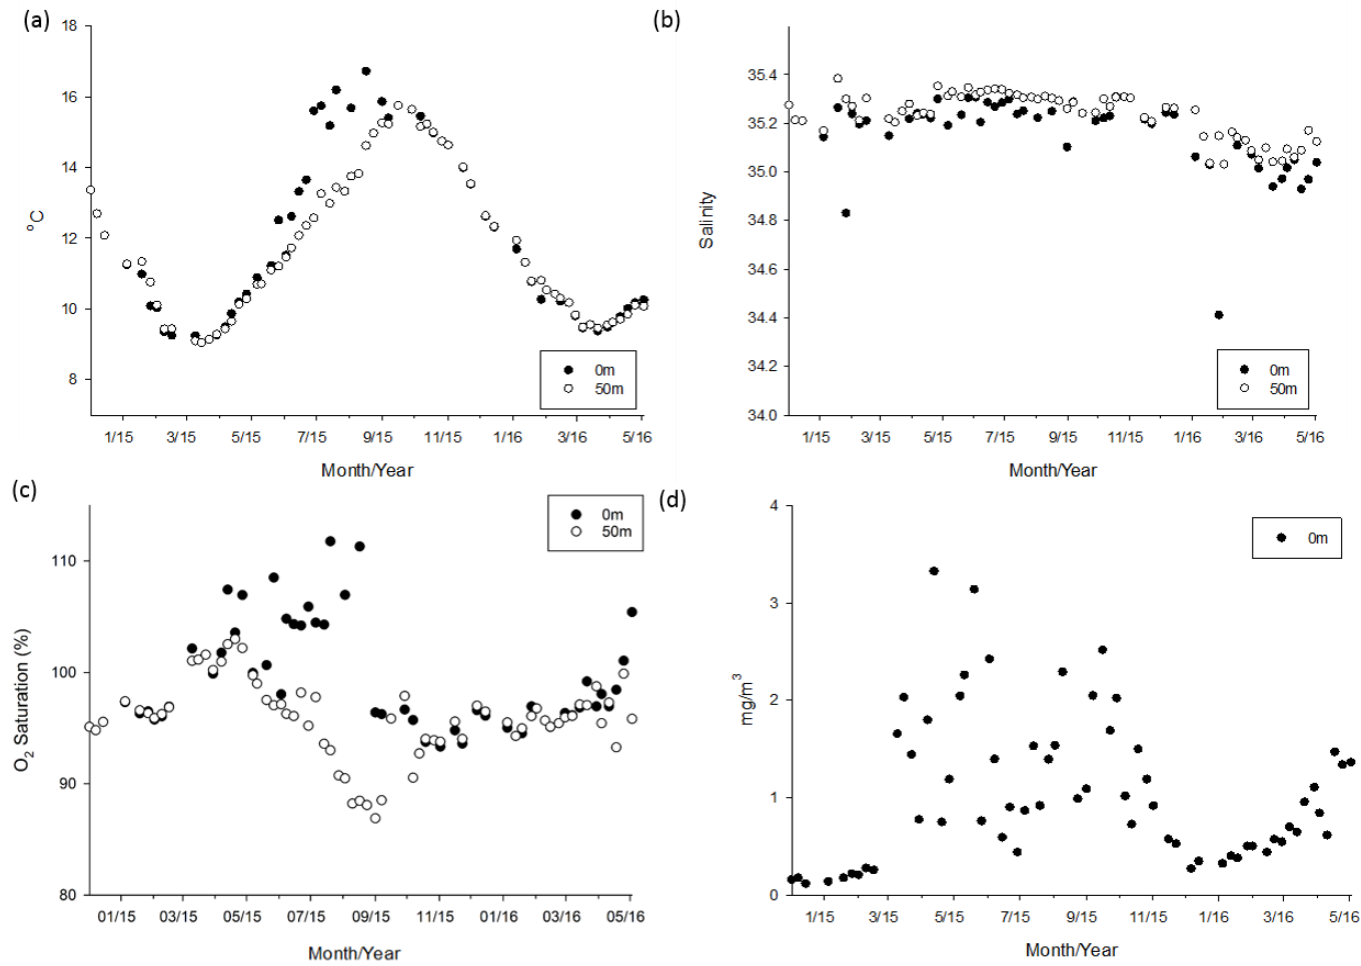 (a)
18
16
14
12
10
8
°C
1/15 3/15 5/15 7/15 9/15 11/15 1/16 3/16 5/16
Month/Year
0m
50m
(b)
35.4
35.2
35.0
34.8
34.6
34.4
34.2
34.0
Salinity
1/15 3/15 5/15 7/15 9/15 11/15 1/16 3/16 5/16
Month/Year
0m
50m
(c)
110
100
90
80
O2 Saturation (%)
01/15 03/15 05/15 07/15 09/15 11/15 01/16 03/16 05/16
Month/Year
0m
50m
(d)
4
3
2
1
0
mg/m³
1/15 3/15 5/15 7/15 9/15 11/15 1/16 3/16 5/16
Month/Year
0m